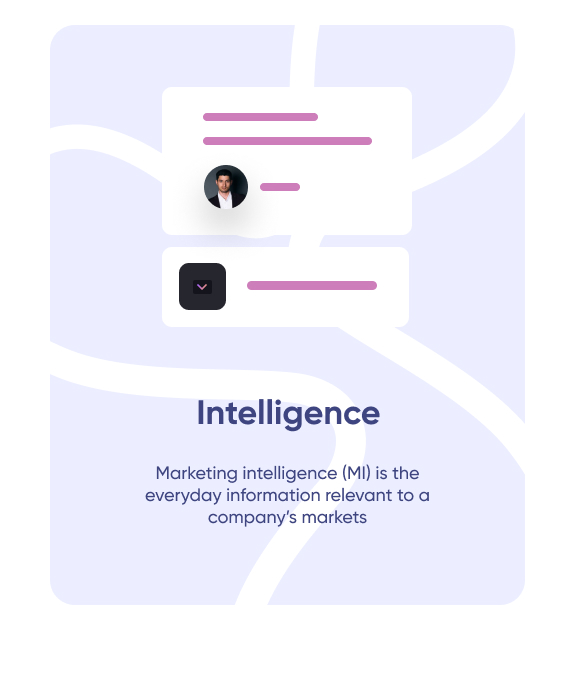 Intelligence
Marketing intelligence (MI) is the
everyday information relevant to a
company’s markets